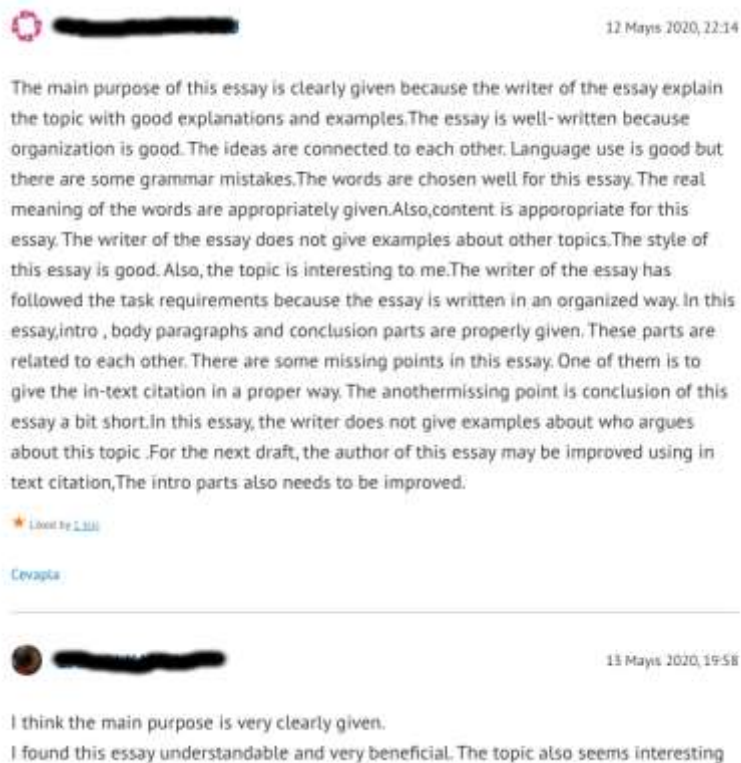 12 Mayıs 2020, 22:14
The main purpose of this essay is clearly given because the writer of the essay explain
the topic with good explanations and examples.The essay is well- written because
organization is good. The ideas are connected to each other. Language use is good but
there are some grammar mistakes.The words are chosen well for this essay. The real
meaning of the words are appropriately given.Also,content is apporopriate for this
essay. The writer of the essay does not give examples about other topics.The style of
this essay is good. Also, the topic is interesting to me.The writer of the essay has
followed the task requirements because the essay is written in an organized way. In this
essay,intro , body paragraphs and conclusion parts are properly given. These parts are
related to each other. There are some missing points in this essay. One of them is to
give the in-text citation in a proper way. The anothermissing point is conclusion of this
essay a bit short.In this essay, the writer does not give examples about who argues
about this topic .For the next draft, the author of this essay may be improved using in
text citation,The intro parts also needs to be improved.
Liked by 1 kişi
Cevapla
13 Mayıs 2020, 19:58
I think the main purpose is very clearly given.
I found this essay understandable and very beneficial. The topic also seems interesting